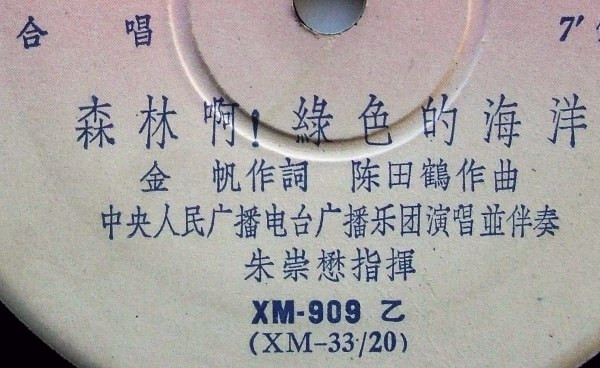 合唱 7′
森林啊！綠色的海洋
金帆作詞 陈田鶴作曲
中央人民广播电台广播乐团演唱並伴奏
朱崇懋指揮
XM-909 乙
(XM-33/20)